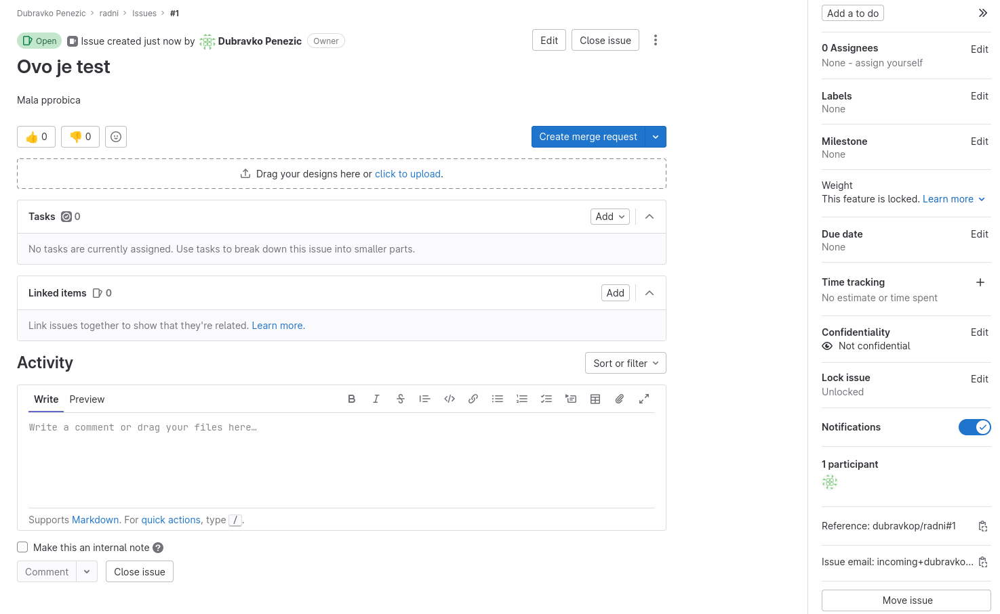 Dubravko Penezic › radni › Issues › #1
Open Issue created just now by Dubravko Penezic Owner
Edit Close issue
Ovo je test
Mala pprobica
👍 0 👎 0
Create merge request
Drag your designs here or click to upload.
Tasks 0
Add
No tasks are currently assigned. Use tasks to break down this issue into smaller parts.
Linked items 0
Add
Link issues together to show that they're related. Learn more.
Activity
Sort or filter
Write Preview
Write a comment or drag your files here…
Supports Markdown. For quick actions, type /.
Make this an internal note
Comment Close issue
Add a to do
0 Assignees Edit
None - assign yourself
Labels Edit
None
Milestone Edit
None
Weight
This feature is locked. Learn more
Due date Edit
None
Time tracking
No estimate or time spent
Confidentiality Edit
Not confidential
Lock issue Edit
Unlocked
Notifications
1 participant
Reference: dubravkop/radni#1
Issue email: incoming+dubravko...
Move issue